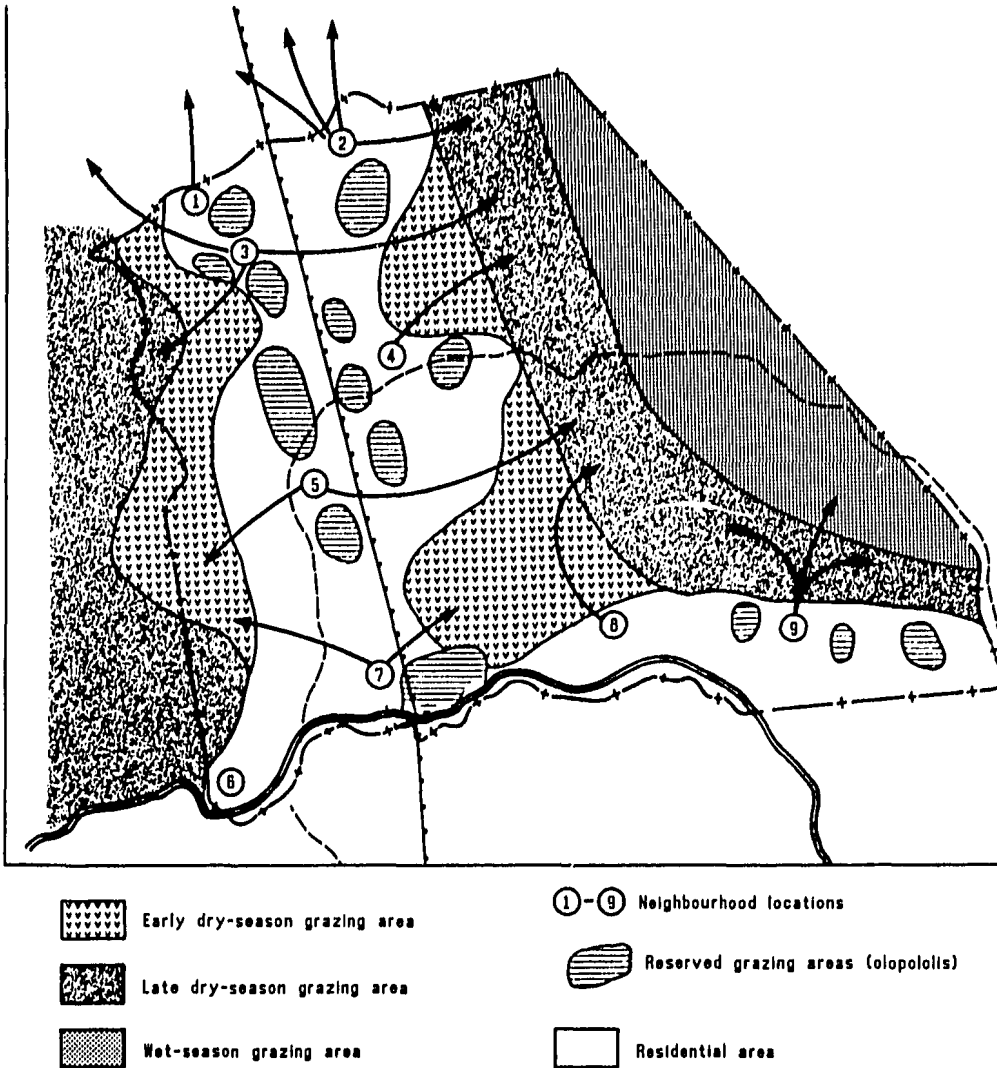 2
1
3
4
5
8
9
7
6
Early dry-season grazing area
Late dry-season grazing area
Wet-season grazing area
1-9 Neighbourhood locations
Reserved grazing areas (olopololis)
Residential area